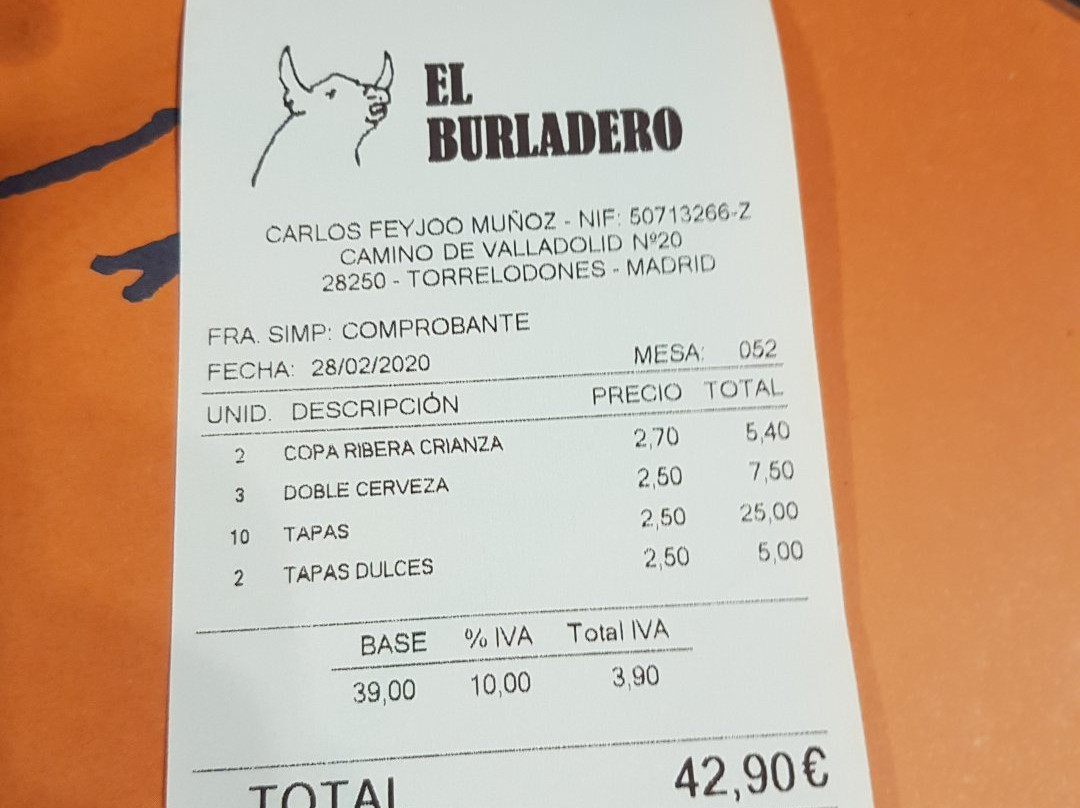 EL
BURLADERO
CARLOS FEYJOO MUÑOZ - NIF: 50713266-Z
CAMINO DE VALLADOLID Nº20
28250 - TORRELODONES - MADRID
FRA. SIMP: COMPROBANTE
FECHA: 28/02/2020 MESA: 052
UNID. DESCRIPCIÓN PRECIO TOTAL
2 COPA RIBERA CRIANZA 2,70 5,40
3 DOBLE CERVEZA 2,50 7,50
10 TAPAS 2,50 25,00
2 TAPAS DULCES 2,50 5,00
BASE % IVA Total IVA
39,00 10,00 3,90
TOTAL 42,90€